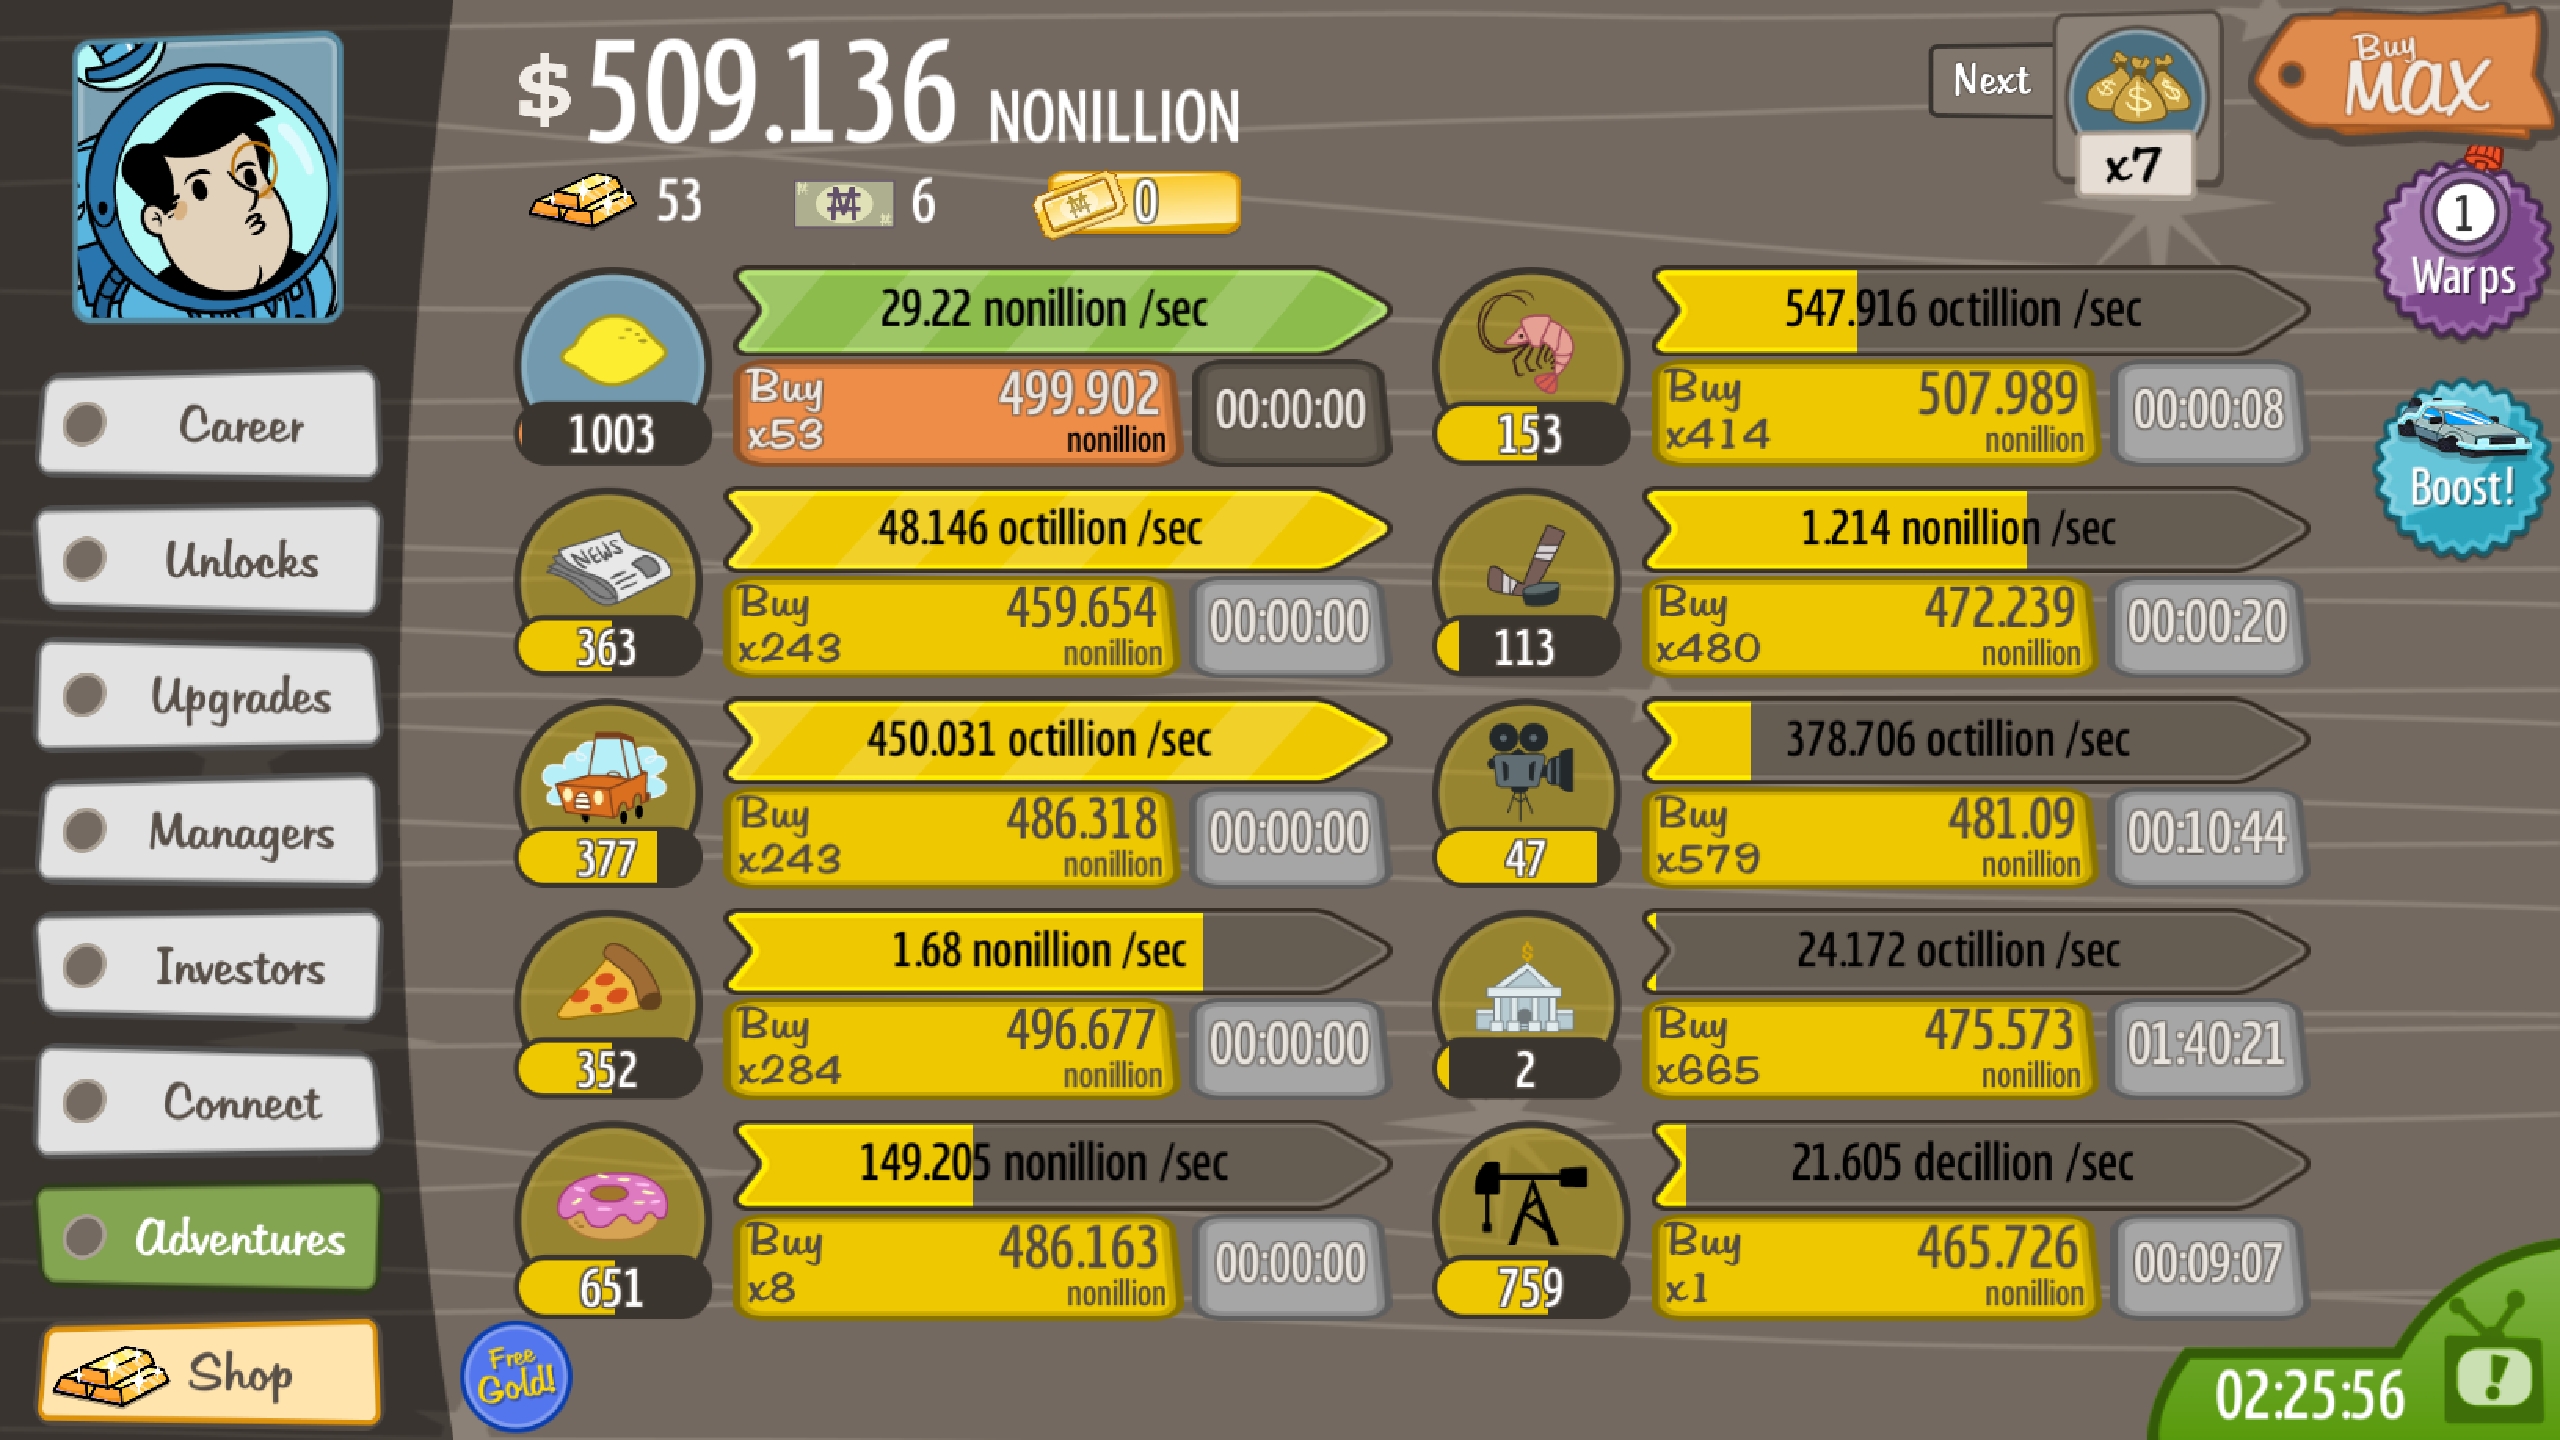 $ 509.136 NONILLION
Next
x7
Buy
MAX
53
6
0
1
Warps
Boost!
Career
Unlocks
Upgrades
Managers
Investors
Connect
Adventures
Shop
29.22 nonillion /sec
1003
Buy
x53
499.902
nonillion
00:00:00
NEWS
48.146 octillion /sec
363
Buy
x243
459.654
nonillion
00:00:00
450.031 octillion /sec
377
Buy
x243
486.318
nonillion
00:00:00
1.68 nonillion /sec
352
Buy
x284
496.677
nonillion
00:00:00
149.205 nonillion /sec
651
Buy
x8
486.163
nonillion
00:00:00
547.916 octillion /sec
153
Buy
x414
507.989
nonillion
00:00:08
1.214 nonillion /sec
113
Buy
x480
472.239
nonillion
00:00:20
378.706 octillion /sec
47
Buy
x579
481.09
nonillion
00:10:44
24.172 octillion /sec
2
Buy
x665
475.573
nonillion
01:40:21
21.605 decillion /sec
759
Buy
x1
465.726
nonillion
00:09:07
Free
Gold!
02:25:56
!